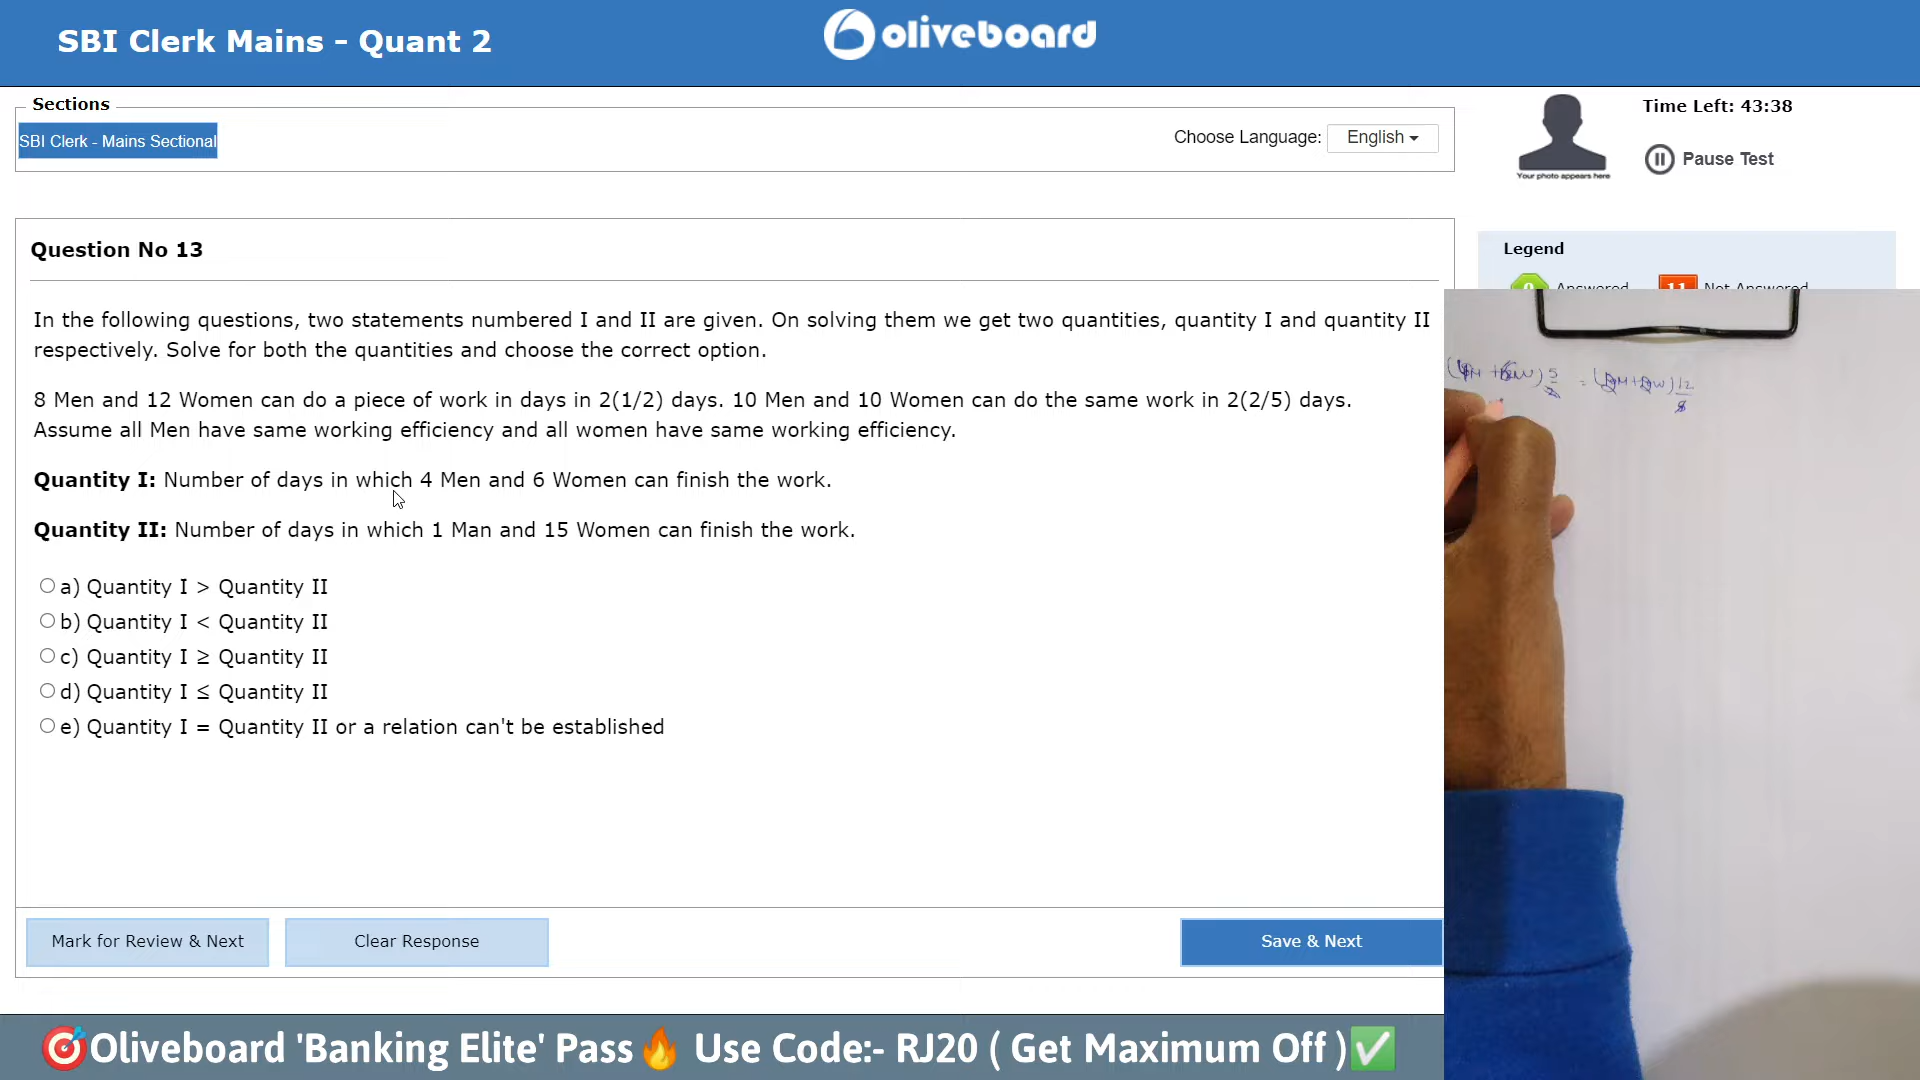 SBI Clerk Mains - Quant 2
oliveboard
Sections
SBI Clerk - Mains Sectional
Choose Language: English
Time Left: 43:38
Your photo appears here
Pause Test
Question No 13
Legend
Answered
Not Answered
In the following questions, two statements numbered I and II are given. On solving them we get two quantities, quantity I and quantity II
respectively. Solve for both the quantities and choose the correct option.
8 Men and 12 Women can do a piece of work in days in 2(1/2) days. 10 Men and 10 Women can do the same work in 2(2/5) days.
Assume all Men have same working efficiency and all women have same working efficiency.
Quantity I: Number of days in which 4 Men and 6 Women can finish the work.
Quantity II: Number of days in which 1 Man and 15 Women can finish the work.
a) Quantity I > Quantity II
b) Quantity I < Quantity II
c) Quantity I ≥ Quantity II
d) Quantity I ≤ Quantity II
e) Quantity I = Quantity II or a relation can't be established
Mark for Review & Next
Clear Response
Save & Next
🎯Oliveboard 'Banking Elite' Pass🔥 Use Code:- RJ20 ( Get Maximum Off )✅